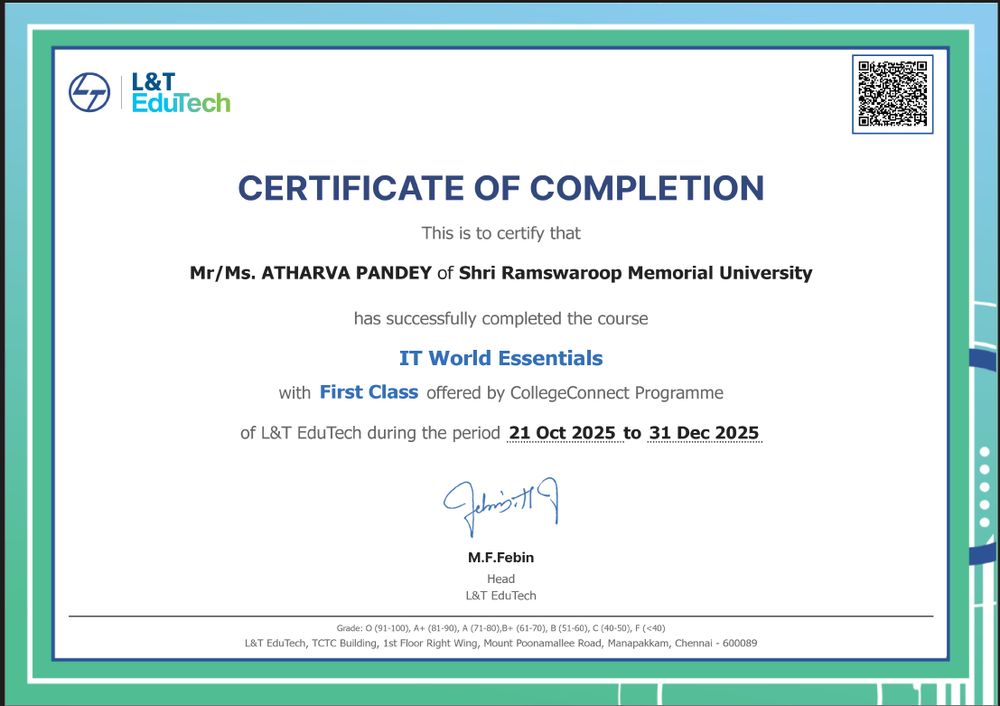 L&T
EduTech
CERTIFICATE OF COMPLETION
This is to certify that
Mr/Ms. ATHARVA PANDEY of Shri Ramswaroop Memorial University
has successfully completed the course
IT World Essentials
with First Class offered by CollegeConnect Programme
of L&T EduTech during the period 21 Oct 2025 to 31 Dec 2025
M.F.Febin
Head
L&T EduTech
Grade: O (91-100), A+ (81-90), A (71-80),B+ (61-70), B (51-60), C (40-50), F (<40)
L&T EduTech, TCTC Building, 1st Floor Right Wing, Mount Poonamallee Road, Manapakkam, Chennai - 600089